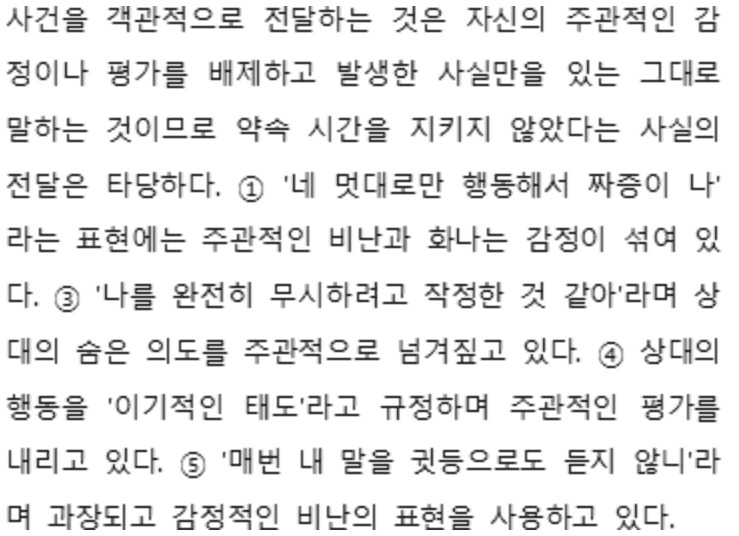 사건을 객관적으로 전달하는 것은 자신의 주관적인 감
정이나 평가를 배제하고 발생한 사실만을 있는 그대로
말하는 것이므로 약속 시간을 지키지 않았다는 사실의
전달은 타당하다. ① '네 멋대로만 행동해서 짜증이 나'
라는 표현에는 주관적인 비난과 화나는 감정이 섞여 있
다. ③ '나를 완전히 무시하려고 작정한 것 같아'라며 상
대의 숨은 의도를 주관적으로 넘겨짚고 있다. ④ 상대의
행동을 '이기적인 태도'라고 규정하며 주관적인 평가를
내리고 있다. ⑤ '매번 내 말을 귓등으로도 듣지 않니'라
며 과장되고 감정적인 비난의 표현을 사용하고 있다.